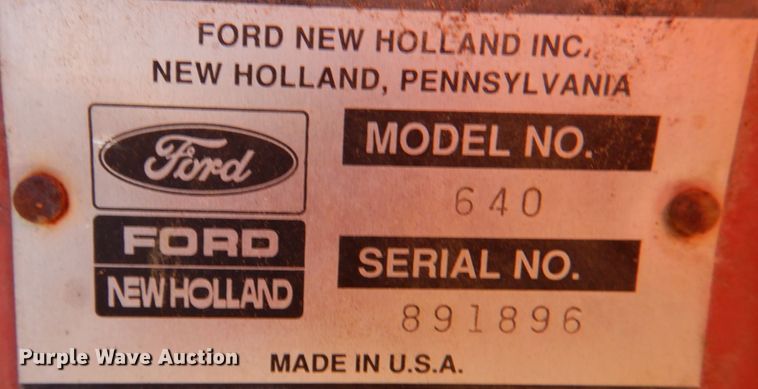 FORD NEW HOLLAND INC.
NEW HOLLAND, PENNSYLVANIA
Ford
FORD
NEW HOLLAND
MODEL NO.
640
SERIAL NO.
891896
MADE IN U.S.A.
Purple Wave Auction